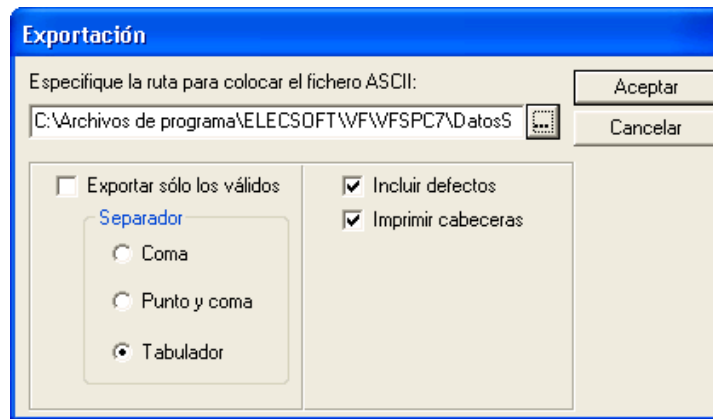 Exportación
Especifique la ruta para colocar el fichero ASCII:
C:\Archivos de programa\ELECSOFT\VF\VFSPC7\DatosS
...
Aceptar
Cancelar
Exportar sólo los válidos
Separador
Coma
Punto y coma
Tabulador
Incluir defectos
Imprimir cabeceras